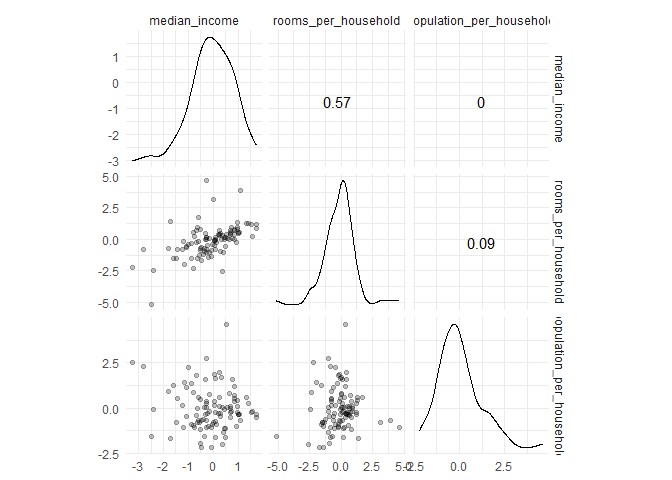 median_income
rooms_per_household
opulation_per_househol
1
0
-1
-2
-3
0.57
0
median_income
5.0
2.5
0.0
-2.5
-5.0
0.09
rooms_per_household
2.5
0.0
-2.5
opulation_per_househol
-3 -2 -1 0 1
-5.0 -2.5 0.0 2.5 5.0
-2.5 0.0 2.5